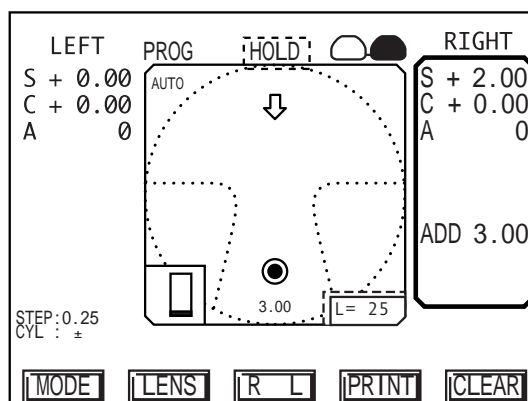 LEFT PROG HOLD RIGHT
S + 0.00
C + 0.00
A 0
AUTO
S + 2.00
C + 0.00
A 0
ADD 3.00
3.00
L= 25
STEP:0.25
CYL : ±
MODE LENS R L PRINT CLEAR